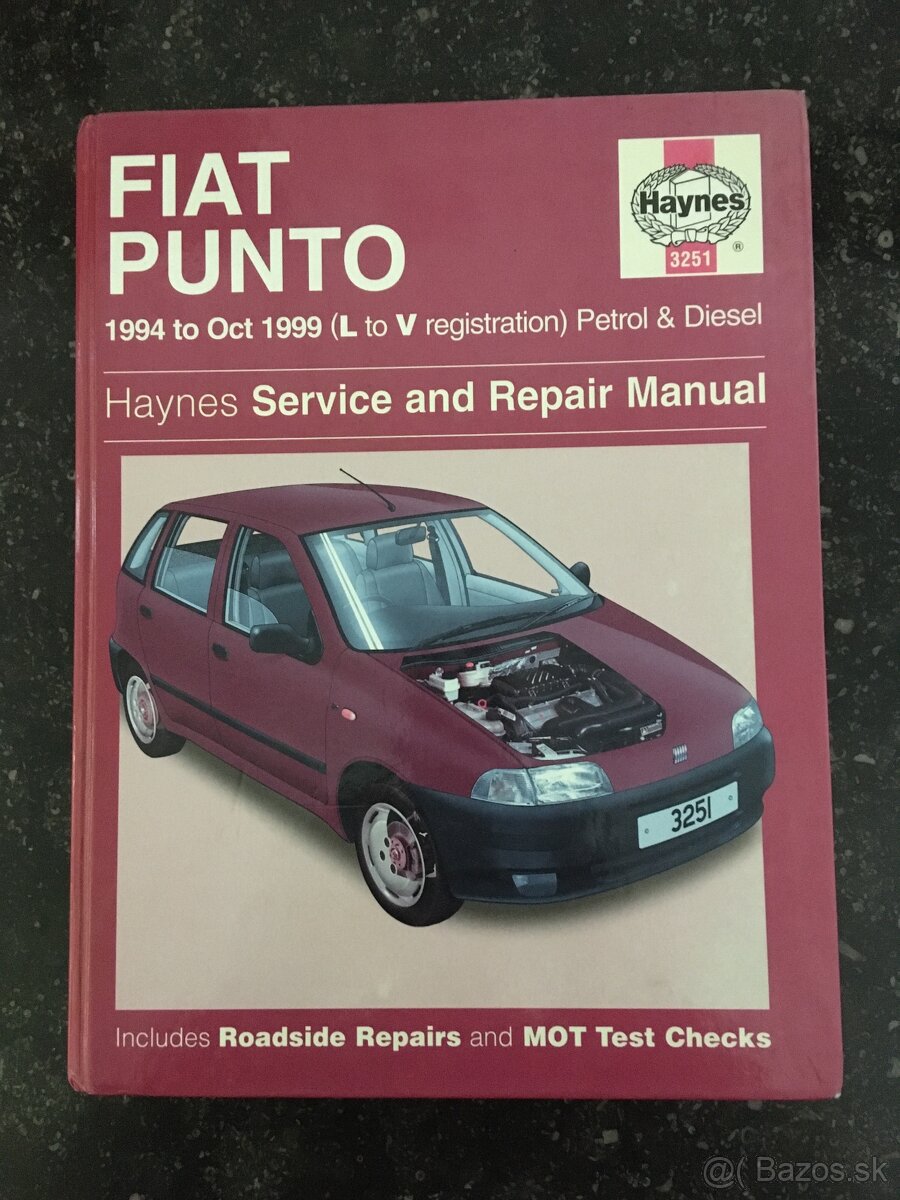 FIAT
PUNTO
Haynes
®
3251
1994 to Oct 1999 (L to V registration) Petrol & Diesel
Haynes Service and Repair Manual
3251
Includes Roadside Repairs and MOT Test Checks
@( Bazos.sk